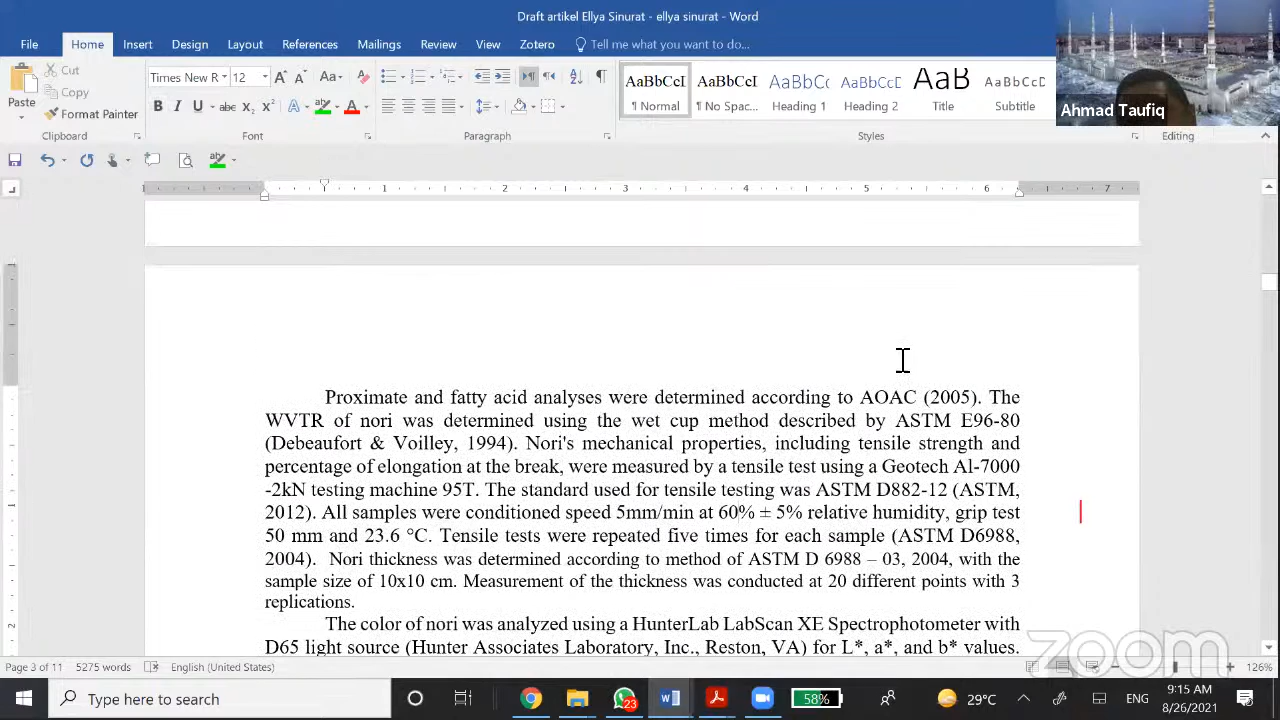 Draft artikel Ellya Sinurat - ellya sinurat - Word
File Home Insert Design Layout References Mailings Review View Zotero Tell me what you want to do...
Ahmad Taufiq
Paste
Cut
Copy
Format Painter
Times New R 12
AaBbCcI AaBbCcI AaBbCc AaBbCcD AaB AaBbCcD
¶ Normal ¶ No Spac... Heading 1 Heading 2 Title Subtitle
Clipboard Font Paragraph Styles Editing
1 1 2 3 4 5 6 7
Proximate and fatty acid analyses were determined according to AOAC (2005). The
WVTR of nori was determined using the wet cup method described by ASTM E96-80
(Debeaufort & Voilley, 1994). Nori's mechanical properties, including tensile strength and
percentage of elongation at the break, were measured by a tensile test using a Geotech Al-7000
-2kN testing machine 95T. The standard used for tensile testing was ASTM D882-12 (ASTM,
2012). All samples were conditioned speed 5mm/min at 60% ± 5% relative humidity, grip test
50 mm and 23.6 °C. Tensile tests were repeated five times for each sample (ASTM D6988,
2004). Nori thickness was determined according to method of ASTM D 6988 – 03, 2004, with the
sample size of 10x10 cm. Measurement of the thickness was conducted at 20 different points with 3
replications.
The color of nori was analyzed using a HunterLab LabScan XE Spectrophotometer with
D65 light source (Hunter Associates Laboratory, Inc., Reston, VA) for L*, a*, and b* values.
zoom
Page 3 of 11 5275 words English (United States) 126%
Type here to search
23
58%
29°C
ENG
9:15 AM
8/26/2021